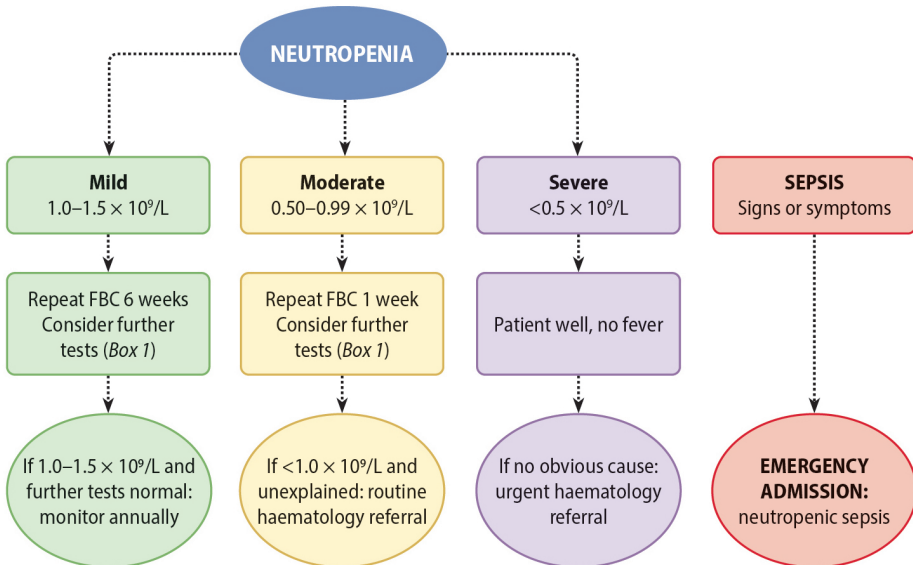 NEUTROPENIA
Mild
1.0–1.5 × 10⁹/L
Repeat FBC 6 weeks
Consider further
tests (Box 1)
If 1.0–1.5 × 10⁹/L and
further tests normal:
monitor annually
Moderate
0.50–0.99 × 10⁹/L
Repeat FBC 1 week
Consider further
tests (Box 1)
If <1.0 × 10⁹/L and
unexplained: routine
haematology referral
Severe
<0.5 × 10⁹/L
Patient well, no fever
If no obvious cause:
urgent haematology
referral
SEPSIS
Signs or symptoms
EMERGENCY
ADMISSION:
neutropenic sepsis